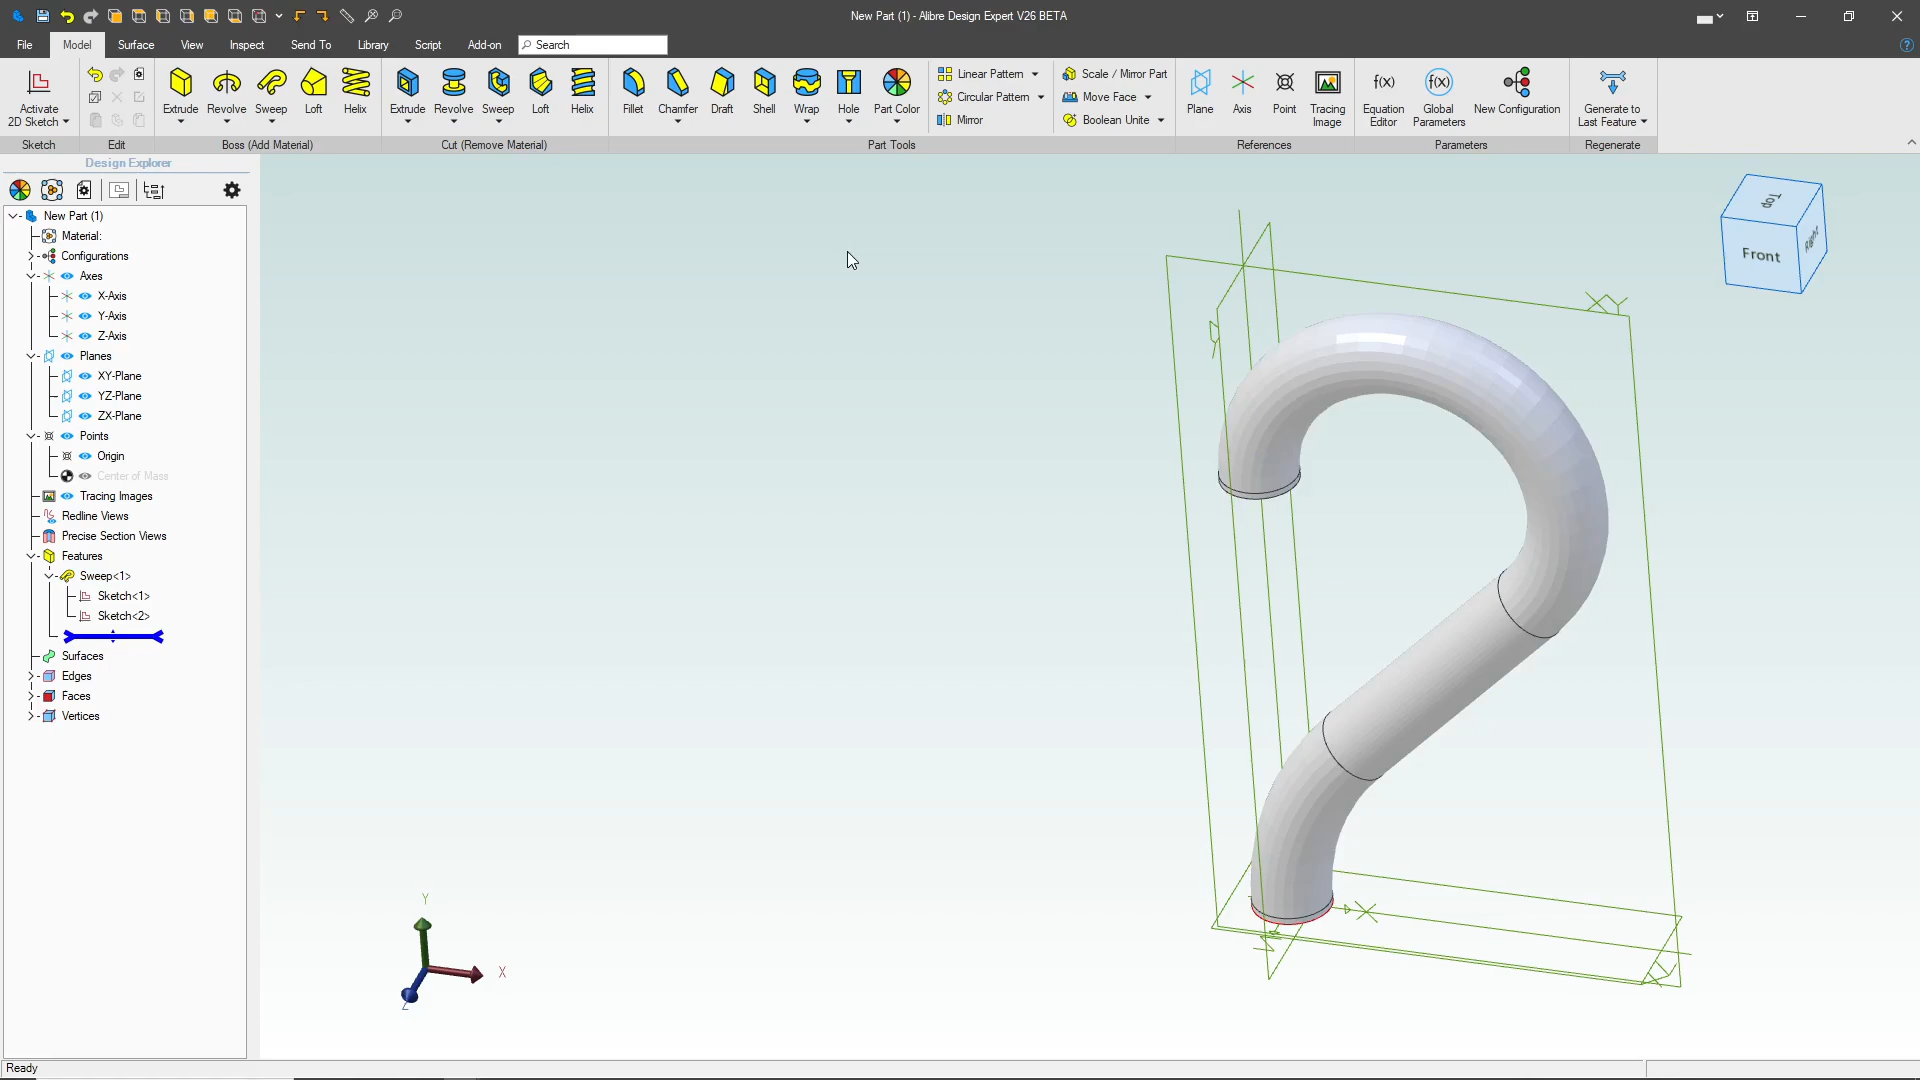 New Part (1) - Alibre Design Expert V26 BETA
File Model Surface View Inspect Send To Library Script Add-on Search
Activate
2D Sketch
Extrude Revolve Sweep Loft Helix
Extrude Revolve Sweep Loft Helix
Fillet Chamfer Draft Shell Wrap Hole Part Color
Linear Pattern
Circular Pattern
Mirror
Scale / Mirror Part
Move Face
Boolean Unite
Plane Axis Point Tracing
Image
f(x) Equation
Editor
f(x) Global
Parameters
New Configuration
Generate to
Last Feature
Sketch Edit Boss (Add Material) Cut (Remove Material) Part Tools References Parameters Regenerate
Design Explorer
New Part (1)
Material:
Configurations
Axes
X-Axis
Y-Axis
Z-Axis
Planes
XY-Plane
YZ-Plane
ZX-Plane
Points
Origin
Center of Mass
Tracing Images
Redline Views
Precise Section Views
Features
Sweep<1>
Sketch<1>
Sketch<2>
Surfaces
Edges
Faces
Vertices
Top
Front
Right
XY
X
Y
X
Z
Ready